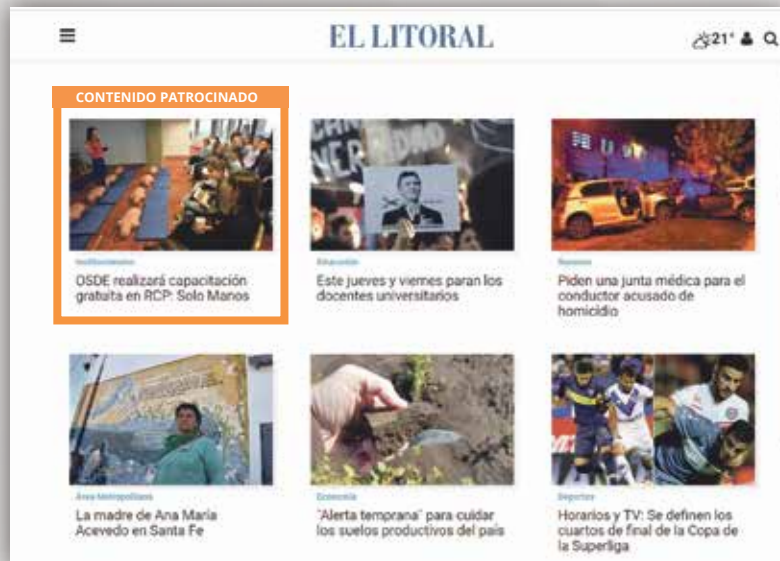 EL LITORAL
21°
CONTENIDO PATROCINADO
Institucionales
OSDE realizará capacitación
gratuita en RCP: Solo Manos
Educación
Este jueves y viernes paran los
docentes universitarios
Sucesos
Piden una junta médica para el
conductor acusado de
homicidio
Área Metropolitana
La madre de Ana María
Acevedo en Santa Fe
Economía
"Alerta temprana" para cuidar
los suelos productivos del país
Deportes
Horarios y TV: Se definen los
cuartos de final de la Copa de
la Superliga